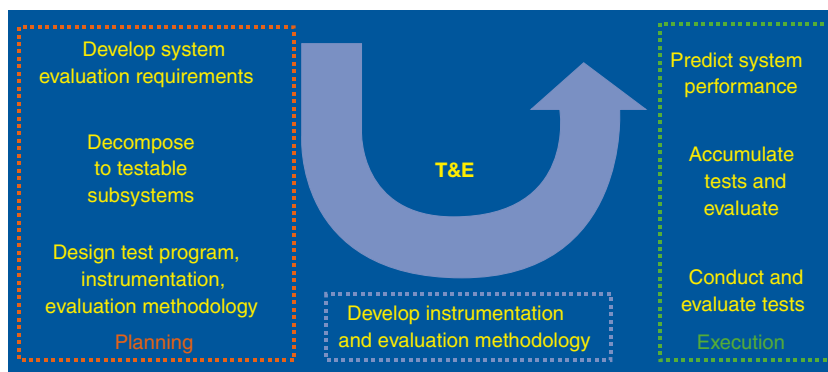 Develop system
evaluation requirements
Decompose
to testable
subsystems
Design test program,
instrumentation,
evaluation methodology
Planning
T&E
Develop instrumentation
and evaluation methodology
Predict system
performance
Accumulate
tests and
evaluate
Conduct and
evaluate tests
Execution